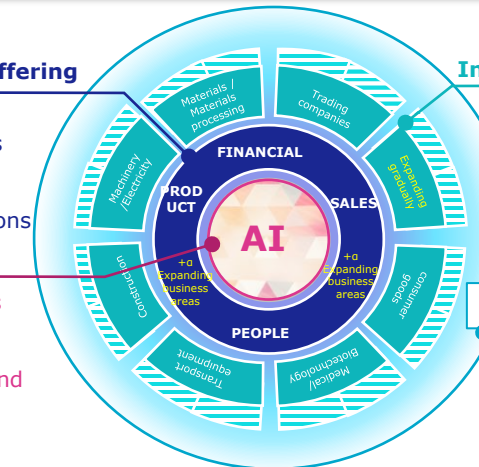 ffering
In
s
ons
s
nd
Materials /
Materials
processing
Trading
companies
Machinery
/Electricity
Expanding
gradually
FINANCIAL
PROD
UCT
SALES
AI
+α
Expanding
business
areas
+α
Expanding
business
areas
PEOPLE
Construction
consumer
goods
Transport
equipment
Medical/
Biotechnology